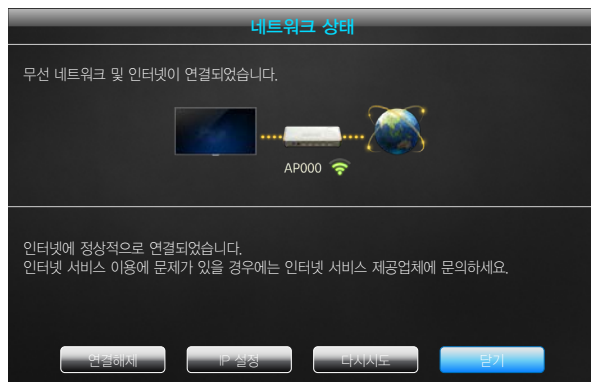 네트워크 상태
무선 네트워크 및 인터넷이 연결되었습니다.
AP000
인터넷에 정상적으로 연결되었습니다.
인터넷 서비스 이용에 문제가 있을 경우에는 인터넷 서비스 제공업체에 문의하세요.
연결해제 IP 설정 다시시도 닫기